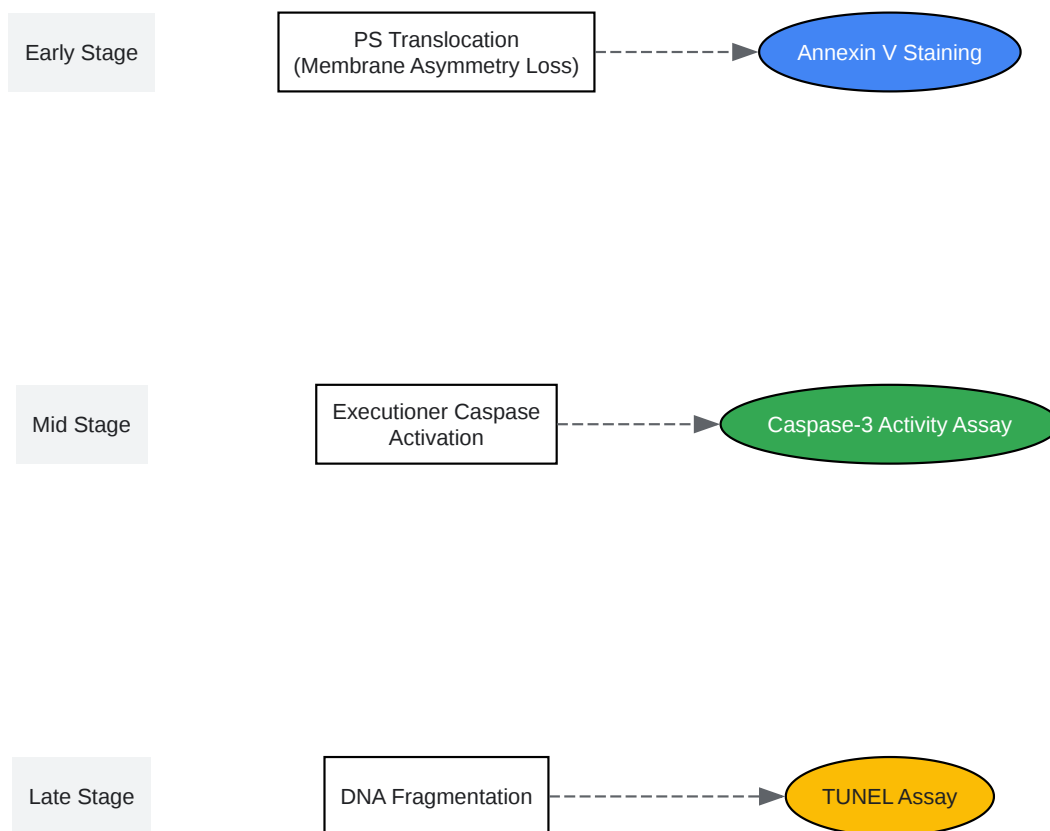 Early Stage
PS Translocation
(Membrane Asymmetry Loss)
Annexin V Staining
Mid Stage
Executioner Caspase
Activation
Caspase-3 Activity Assay
Late Stage
DNA Fragmentation
TUNEL Assay